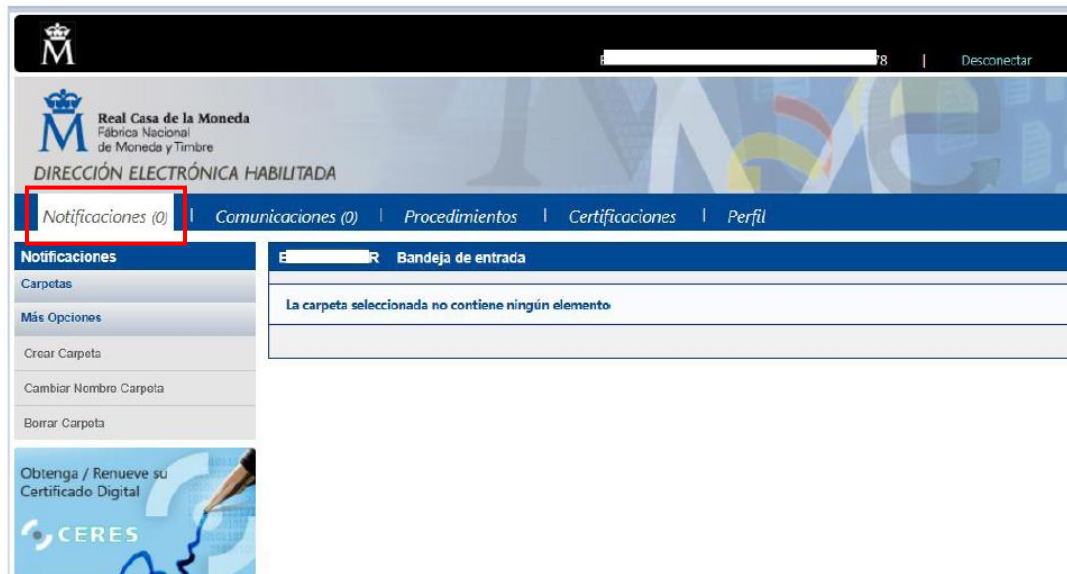 M
Desconectar
Real Casa de la Moneda
Fábrica Nacional
de Moneda y Timbre
DIRECCIÓN ELECTRÓNICA HABILITADA
Notificaciones (0) | Comunicaciones (0) | Procedimientos | Certificaciones | Perfil
Notificaciones
Carpetas
Más Opciones
Crear Carpeta
Cambiar Nombre Carpeta
Borrar Carpeta
Bandeja de entrada
La carpeta seleccionada no contiene ningún elemento
Obtenga / Renueve su
Certificado Digital
CERES